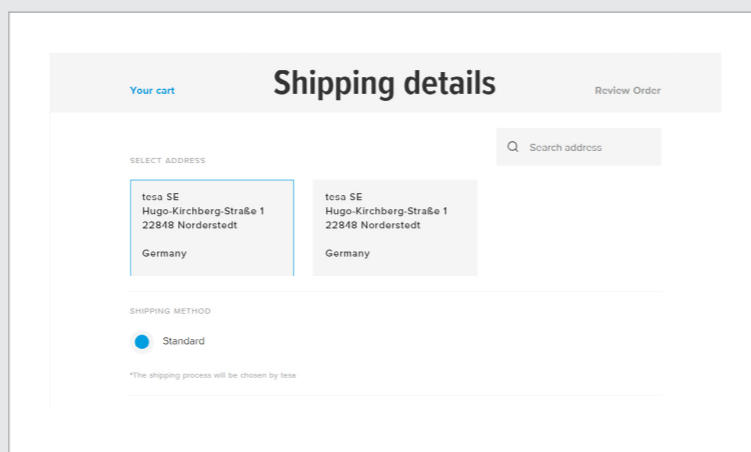 Your cart
Shipping details
Review Order
Search address
SELECT ADDRESS
tesa SE
Hugo-Kirchberg-Straße 1
22848 Norderstedt
Germany
tesa SE
Hugo-Kirchberg-Straße 1
22848 Norderstedt
Germany
SHIPPING METHOD
Standard
*The shipping process will be chosen by tesa